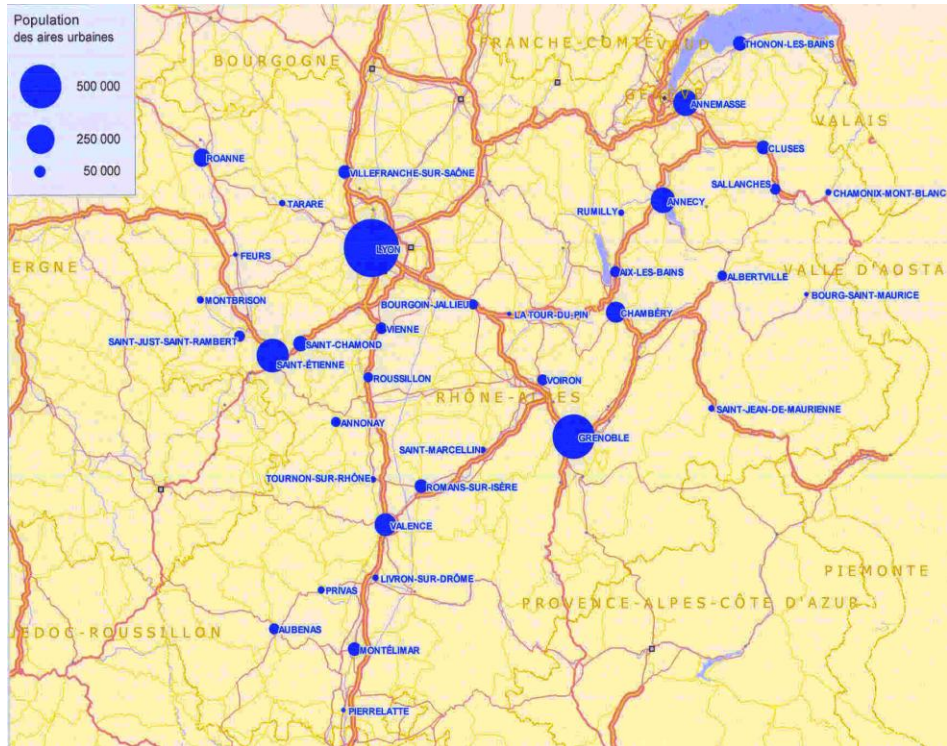 Population
des aires urbaines
500 000
250 000
50 000
BOURGOGNE
FRANCHE-COMTÉ
VAUD
THONON-LES-BAINS
GENÈVE
ANNEMASSE
VALAIS
ROANNE
VILLEFRANCHE-SUR-SAÔNE
CLUSES
SALLANCHES
CHAMONIX-MONT-BLANC
TARARE
RUMILLY
ANNECY
LYON
FEURS
ERGNE
AIX-LES-BAINS
ALBERTVILLE
VALLE D'AOSTA
MONTBRISON
BOURGOIN-JALLIEU
LA TOUR-DU-PIN
CHAMBÉRY
BOURG-SAINT-MAURICE
SAINT-JUST-SAINT-RAMBERT
SAINT-CHAMOND
VIENNE
SAINT-ÉTIENNE
ROUSSILLON
VOIRON
RHÔNE-ALPES
SAINT-JEAN-DE-MAURIENNE
ANNONAY
GRENOBLE
SAINT-MARCELLIN
TOURNON-SUR-RHÔNE
ROMANS-SUR-ISÈRE
VALENCE
LIVRON-SUR-DRÔME
PIEMONTE
PRIVAS
PROVENCE-ALPES-CÔTE D'AZUR
AUBENAS
UEDOC-ROUSSILLON
MONTÉLIMAR
PIERRELATTE